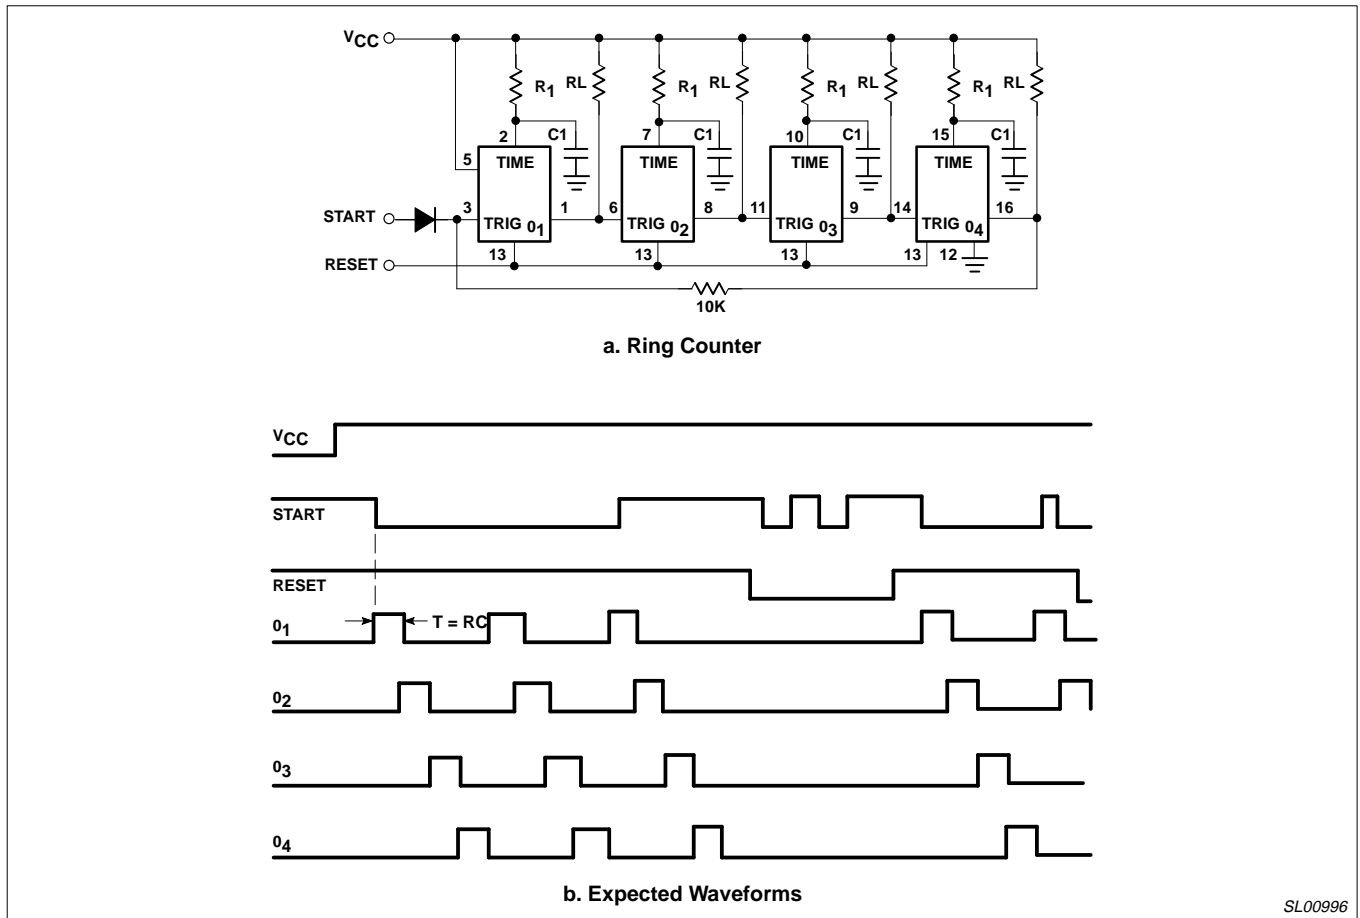 VCC
R1 RL R1 RL R1 RL R1 RL
2 C1 7 C1 10 C1 15 C1
5 TIME TIME TIME TIME
START 3 TRIG 01 1 6 TRIG 02 8 11 TRIG 03 9 14 TRIG 04 16
RESET 13 13 13 13 12
10K
a. Ring Counter
VCC
START
RESET
T = RC
01
02
03
04
b. Expected Waveforms
SL00996